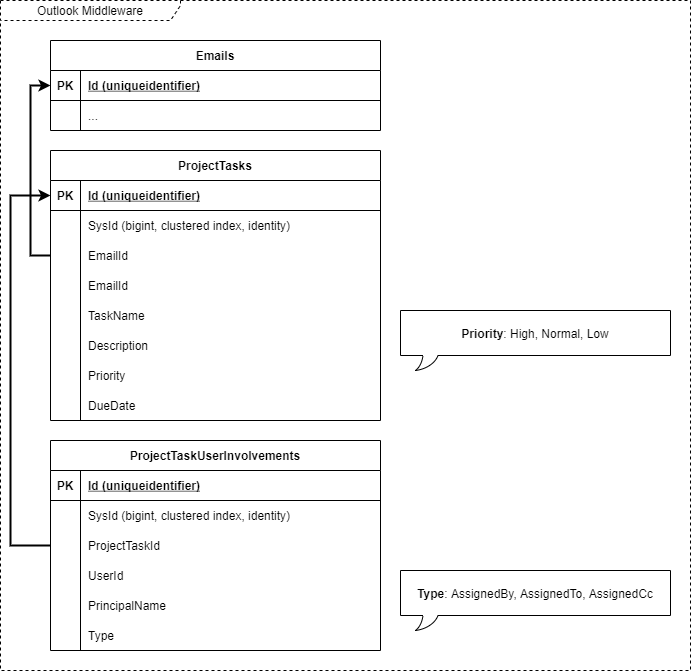 Outlook Middleware
Emails
PK Id (uniqueidentifier)
...
ProjectTasks
PK Id (uniqueidentifier)
SysId (bigint, clustered index, identity)
EmailId
EmailId
TaskName
Description
Priority
DueDate
Priority: High, Normal, Low
ProjectTaskUserInvolvements
PK Id (uniqueidentifier)
SysId (bigint, clustered index, identity)
ProjectTaskId
UserId
PrincipalName
Type
Type: AssignedBy, AssignedTo, AssignedCc